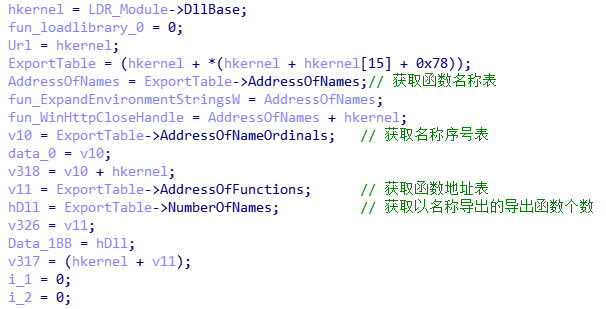 hkernel = LDR_Module->DllBase;
fun_loadlibrary_0 = 0;
Url = hkernel;
ExportTable = (hkernel + *(hkernel + hkernel[15] + 0x78));
AddressOfNames = ExportTable->AddressOfNames;// 获取函数名称表
fun_ExpandEnvironmentStringsW = AddressOfNames;
fun_WinHttpCloseHandle = AddressOfNames + hkernel;
v10 = ExportTable->AddressOfNameOrdinals; // 获取名称序号表
data_0 = v10;
v318 = v10 + hkernel;
v11 = ExportTable->AddressOfFunctions; // 获取函数地址表
hDll = ExportTable->NumberOfNames; // 获取以名称导出的导出函数个数
v326 = v11;
Data_1BB = hDll;
v317 = (hkernel + v11);
i_1 = 0;
i_2 = 0;